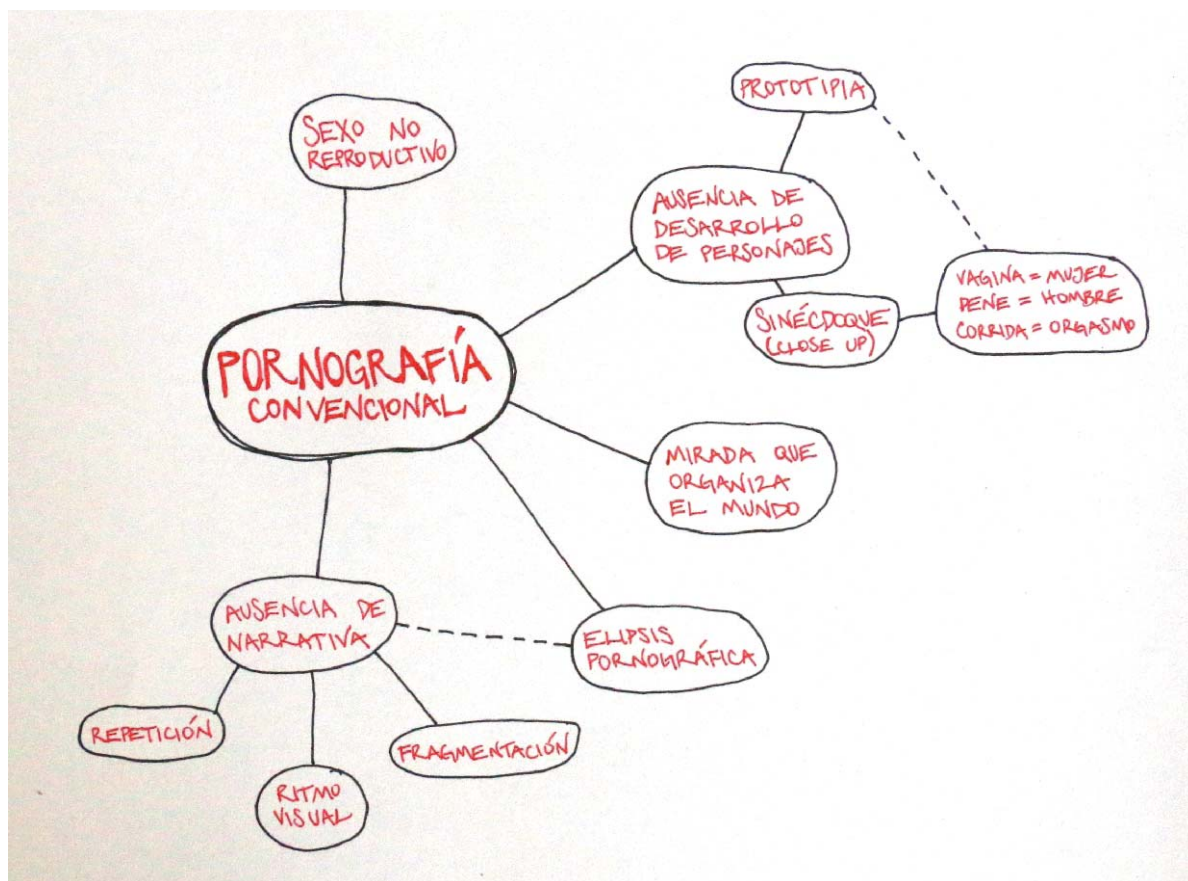 PROTOTIPIA
SEXO NO
REPRODUCTIVO
AUSENCIA DE
DESARROLLO
DE PERSONAJES
VAGINA = MUJER
PENE = HOMBRE
CORRIDA = ORGASMO
SINÉCDOQUE
(CLOSE UP)
PORNOGRAFÍA
CONVENCIONAL
MIRADA QUE
ORGANIZA
EL MUNDO
AUSENCIA DE
NARRATIVA
ELIPSIS
PORNOGRÁFICA
REPETICIÓN
RITMO
VISUAL
FRAGMENTACIÓN